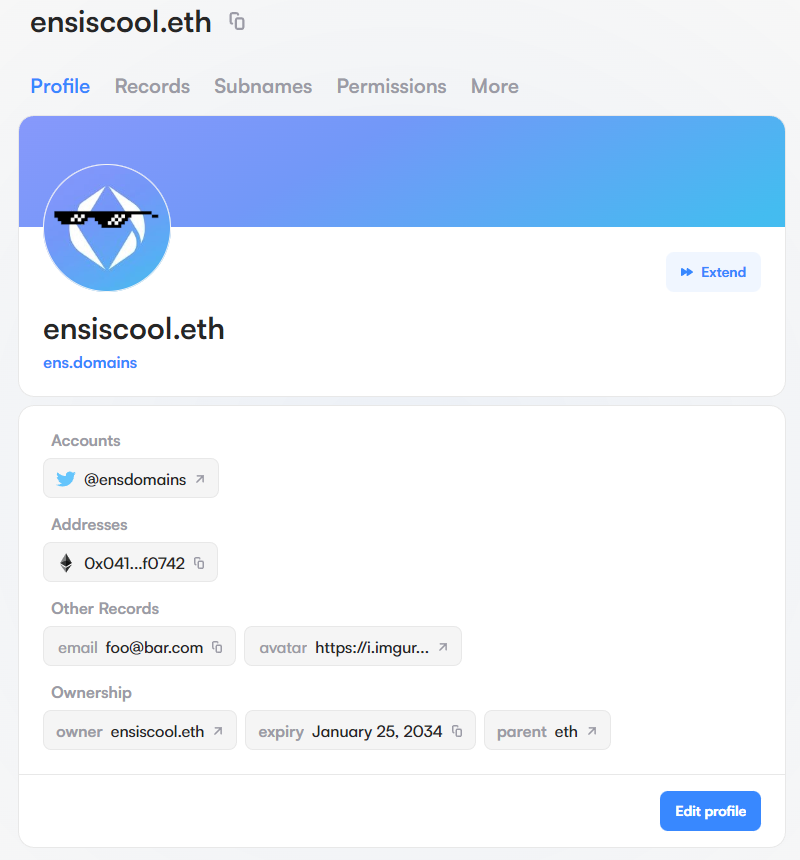 ensiscool.eth
Profile Records Subnames Permissions More
Extend
ensiscool.eth
ens.domains
Accounts
@ensdomains
Addresses
0x041...f0742
Other Records
email foo@bar.com avatar https://i.imgur...
Ownership
owner ensiscool.eth expiry January 25, 2034 parent eth
Edit profile